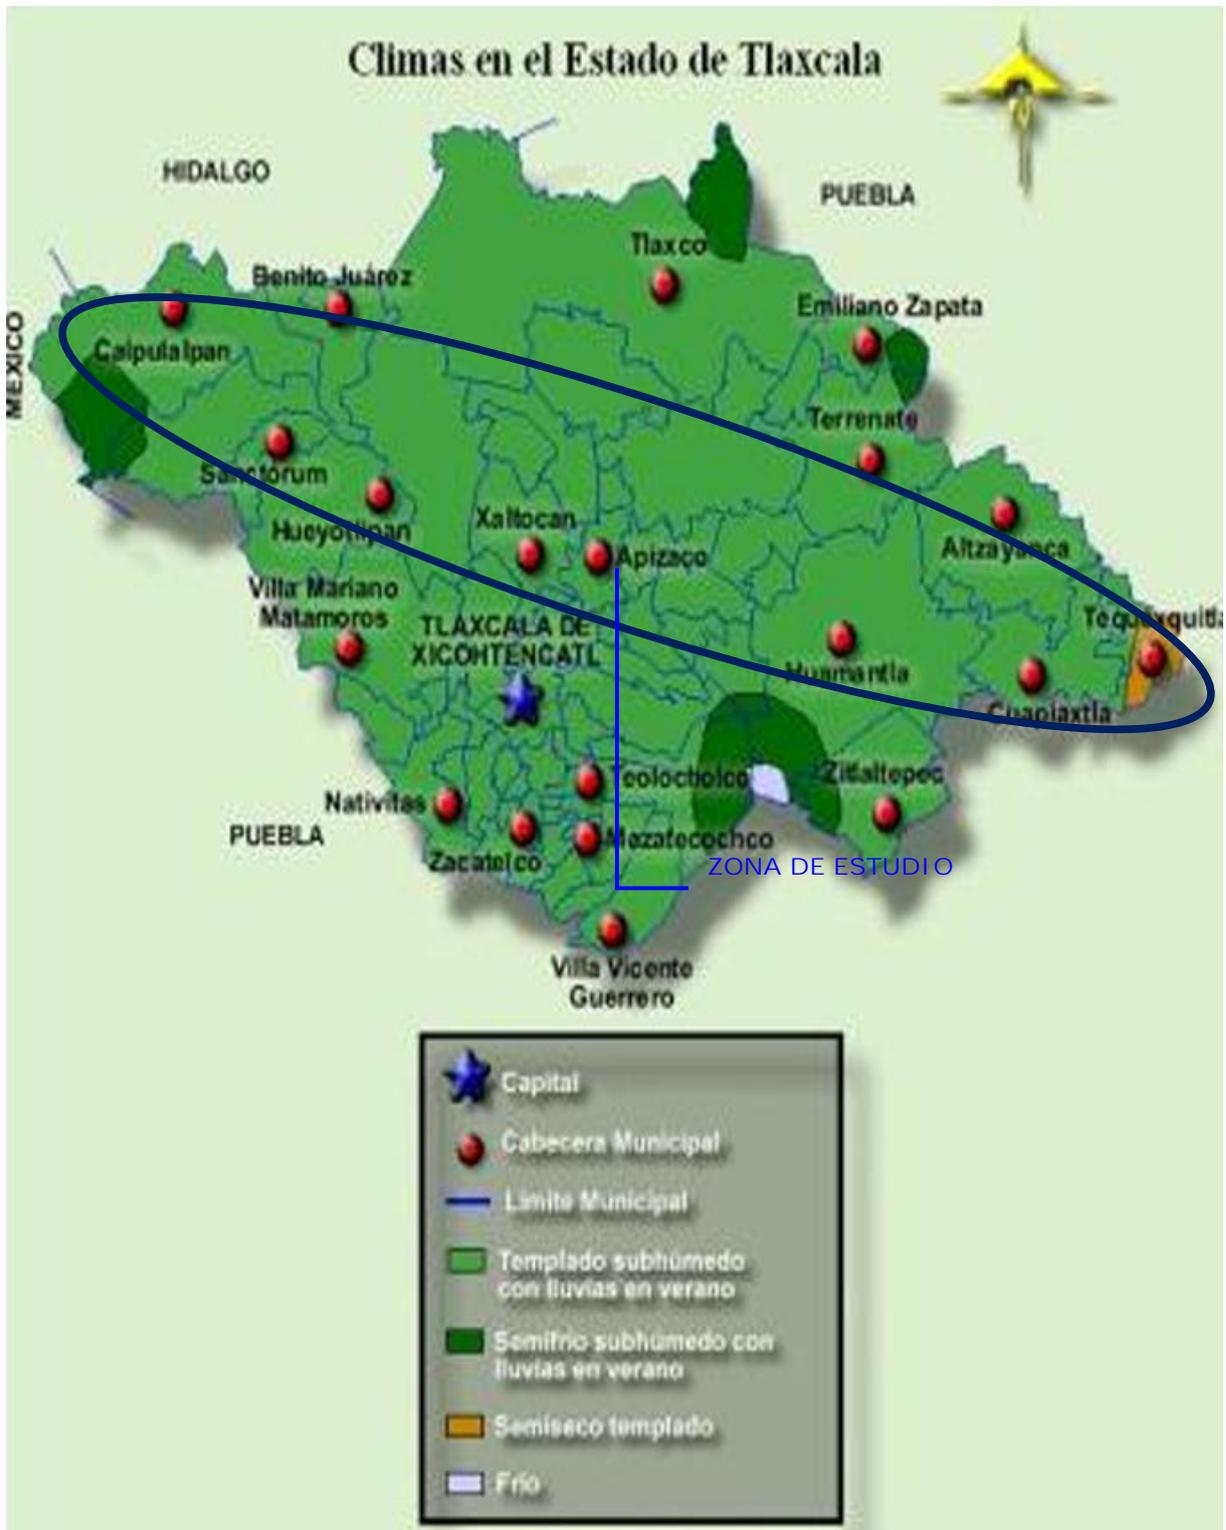 Climas en el Estado de Tlaxcala
HIDALGO
PUEBLA
Tlaxco
Benito Juárez
Emiliano Zapata
MEXICO
Calpulalpan
Terrenate
Sanctórum
Xaltocan
Hueyotlipan
Altzayanca
Apizaco
Villa Mariano
Matamoros
TLAXCALA DE
XICOHTENCATL
Tequexquitla
Huamantla
Cuapiaxtla
Teolocholco
Zitlaltepec
Nativitas
PUEBLA
Mazatecochco
Zacatelco
ZONA DE ESTUDIO
Villa Vicente
Guerrero
Capital
Cabecera Municipal
Límite Municipal
Templado subhúmedo
con lluvias en verano
Semifrío subhúmedo con
lluvias en verano
Semiseco templado
Frío